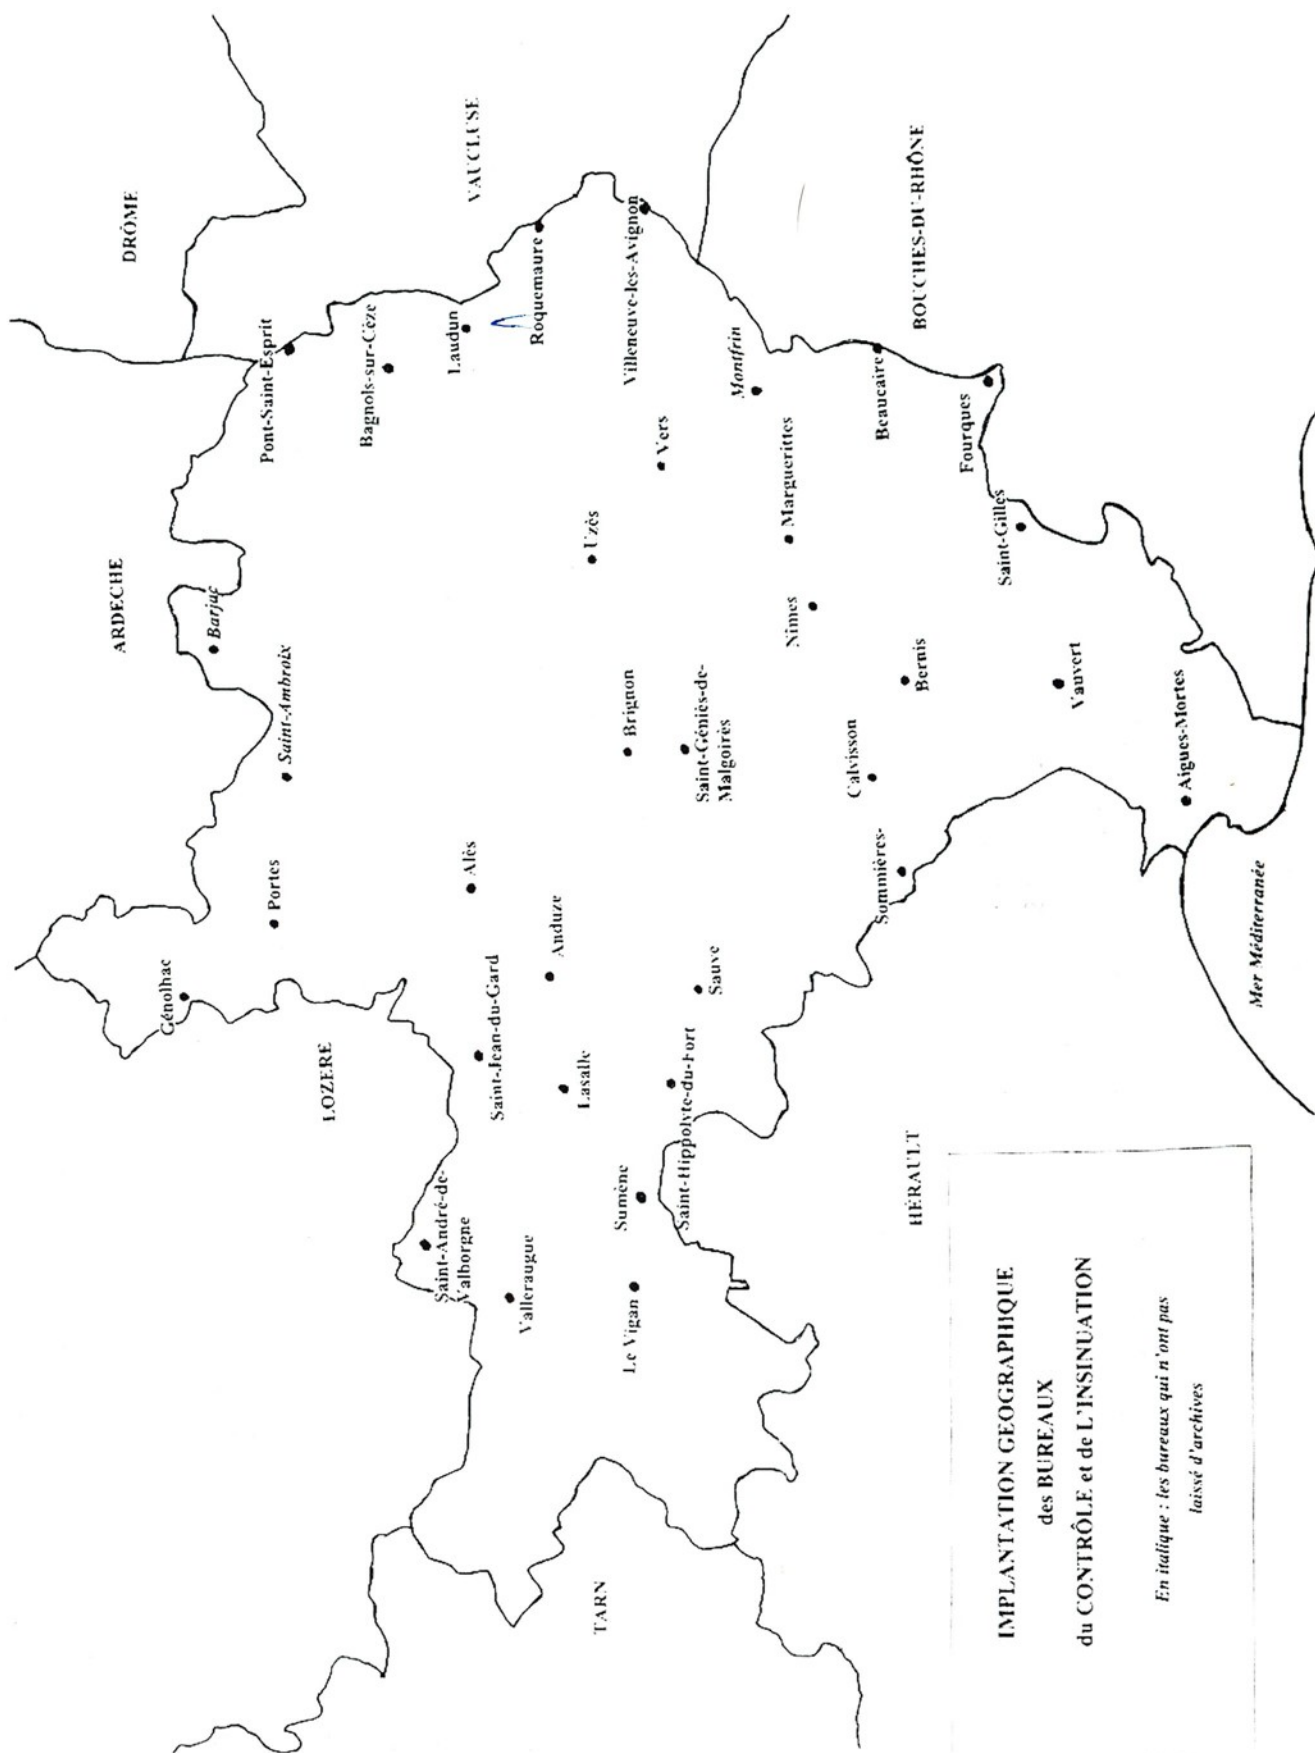 DRÔME
ARDECHE
VAUCLUSE
LOZERE
Génolhac
Barjac
Pont-Saint-Esprit
Portes
Saint-Ambroix
Bagnols-sur-Cèze
Saint-André-de-
Valborgne
Alès
Laudun
Saint-Jean-du-Gard
Valleraugue
Roquemaure
Anduze
Lasalle
Uzès
TARN
Brignon
Villeneuve-les-Avignon
Le Vigan
Sumène
Vers
Saint-Hippolyte-du-Fort
Sauve
Saint-Géniès-de-
Malgoirès
Montfrin
Marguerittes
Nîmes
Calvisson
Beaucaire
Sommières-
Bernis
BOUCHES-DU-RHÔNE
HÉRAULT
Fourques
Saint-Gilles
Vauvert
Aigues-Mortes
Mer Méditerranée
IMPLANTATION GEOGRAPHIQUE
des BUREAUX
du CONTRÔLE et de L'INSINUATION
En italique : les bureaux qui n'ont pas
laissé d'archives